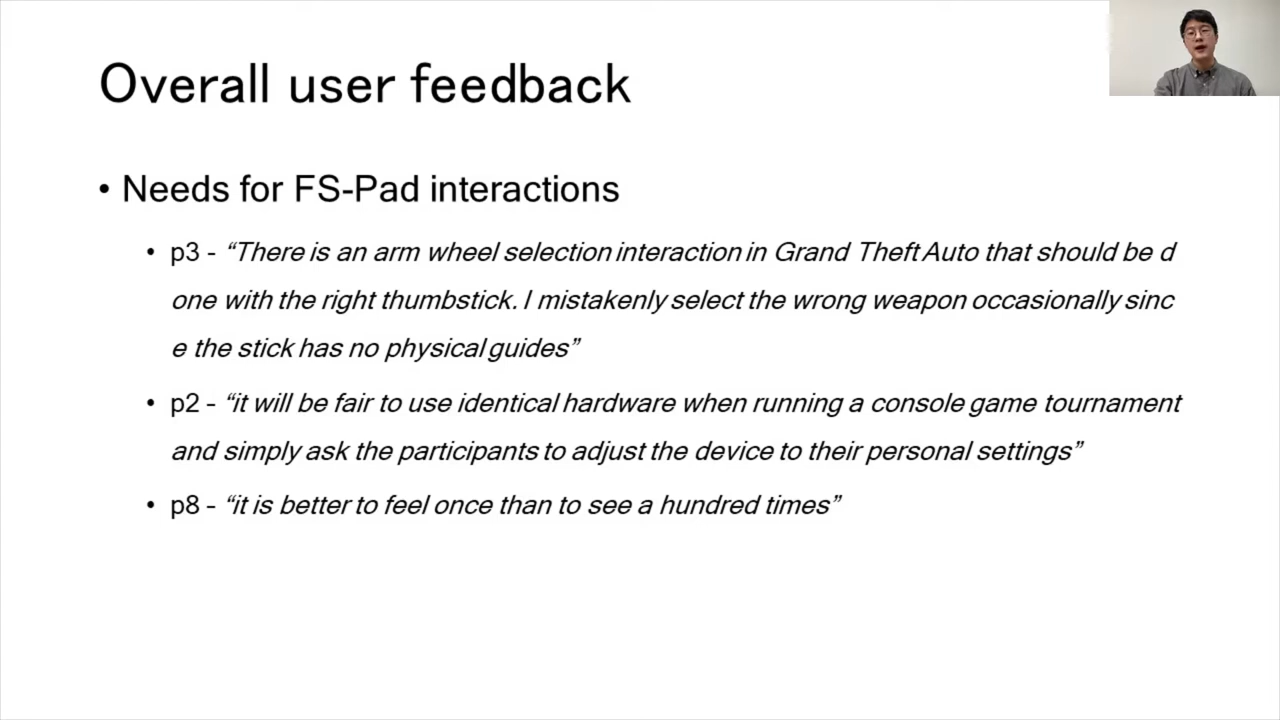 Overall user feedback
• Needs for FS-Pad interactions
• p3 - “There is an arm wheel selection interaction in Grand Theft Auto that should be d
one with the right thumbstick. I mistakenly select the wrong weapon occasionally sinc
e the stick has no physical guides”
• p2 - “it will be fair to use identical hardware when running a console game tournament
and simply ask the participants to adjust the device to their personal settings”
• p8 - “it is better to feel once than to see a hundred times”